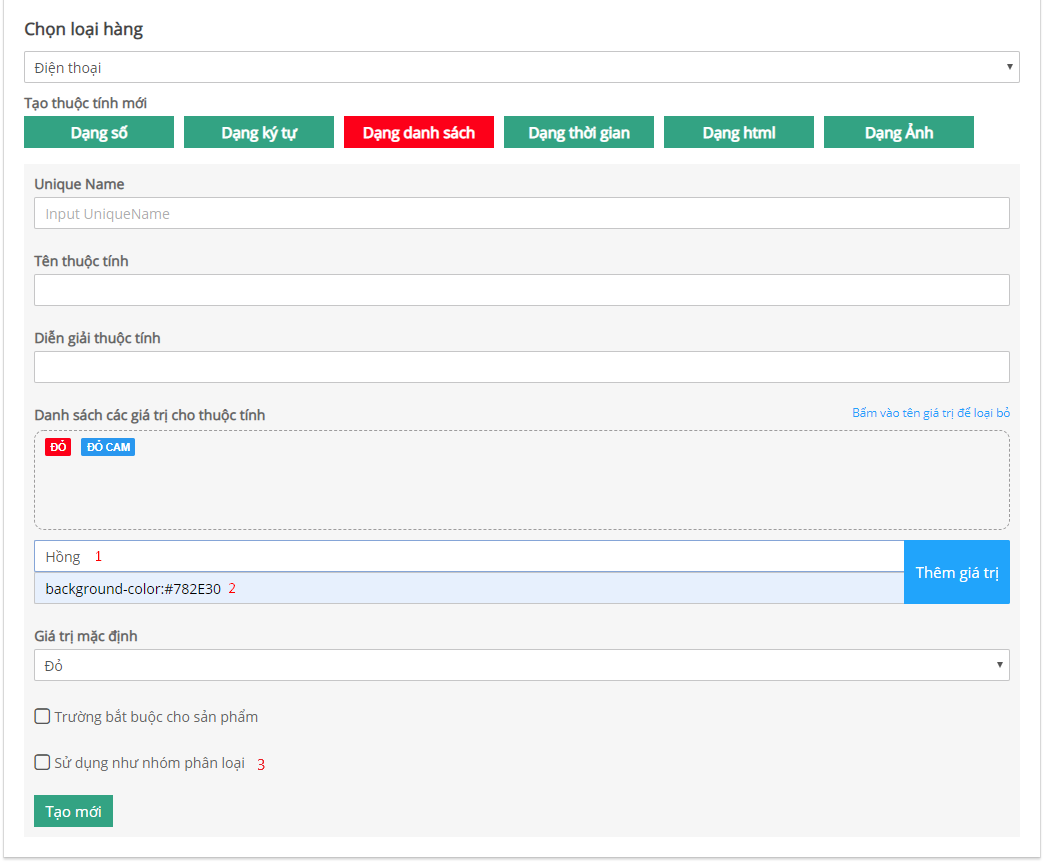 Chọn loại hàng
Điện thoại
Tạo thuộc tính mới
Dạng số Dạng ký tự Dạng danh sách Dạng thời gian Dạng html Dạng Ảnh
Unique Name
Input UniqueName
Tên thuộc tính
Diễn giải thuộc tính
Danh sách các giá trị cho thuộc tính Bấm vào tên giá trị để loại bỏ
ĐỎ ĐỎ CAM
Hồng 1
Thêm giá trị
background-color:#782E30 2
Giá trị mặc định
Đỏ
Trường bắt buộc cho sản phẩm
Sử dụng như nhóm phân loại 3
Tạo mới